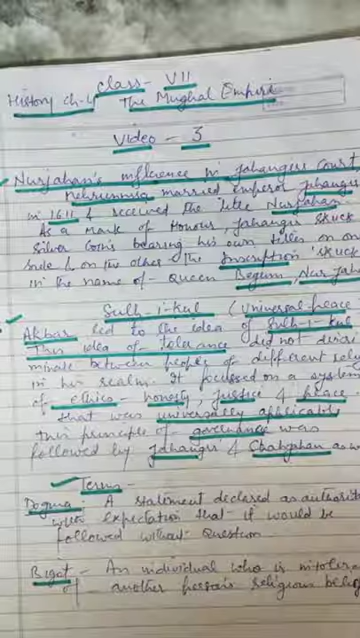 class- VII
History ch-4 The Mughal Empire
Video - 3
Nurjahan's influence in Jahangir's court
Mehrunnisa married emperor Jahangir
in 1611 & received the title Nurjahan.
As a mark of Honour, Jahangir struck
Silver coins bearing his own titles on one
side & on the other the Inscription struck
in the name of Queen Begum, Nur Jaha
Sulh-i-kul (Universal peace
Akbar led to the idea of Sulh-i-kul
This idea of tolerance did not discri
minate between people of different relig
in his realm. It focused on a system
of ethics - honesty, justice & peace
that was universally applicable
this principle of governance was
followed by Jahangir & Shahjahan as w
Terms-
Dogma: A statement declared as authorit
with expectation that it would be
followed without Question
Bigot - An individual who is intolera
of another person's religious belie